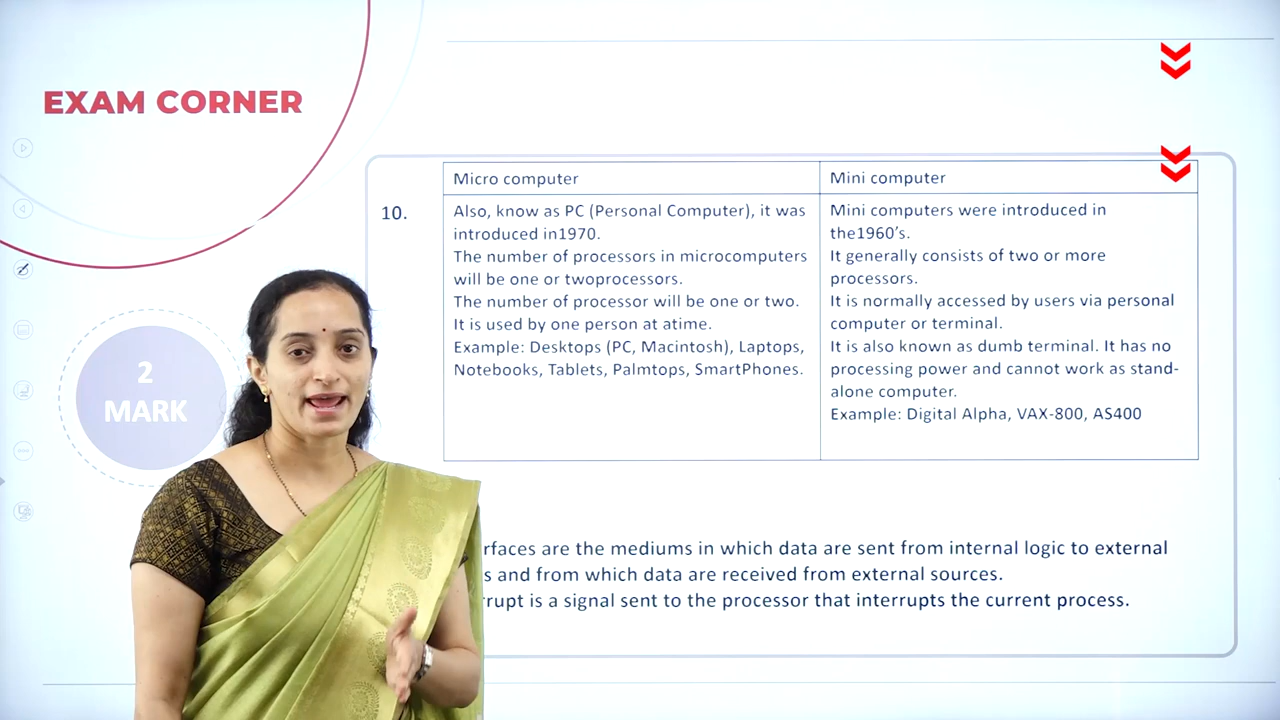 EXAM CORNER
2
MARK
10.
Micro computer
Also, know as PC (Personal Computer), it was
introduced in1970.
The number of processors in microcomputers
will be one or twoprocessors.
The number of processor will be one or two.
It is used by one person at atime.
Example: Desktops (PC, Macintosh), Laptops,
Notebooks, Tablets, Palmtops, SmartPhones.
Mini computer
Mini computers were introduced in
the1960’s.
It generally consists of two or more
processors.
It is normally accessed by users via personal
computer or terminal.
It is also known as dumb terminal. It has no
processing power and cannot work as stand-
alone computer.
Example: Digital Alpha, VAX-800, AS400
rfaces are the mediums in which data are sent from internal logic to external
s and from which data are received from external sources.
rrupt is a signal sent to the processor that interrupts the current process.